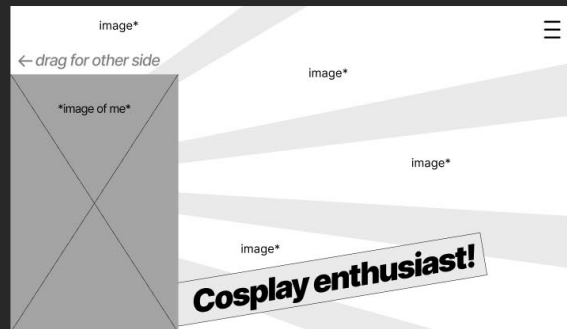 image*
← drag for other side
image*
*image of me*
image*
image*
Cosplay enthusiast!